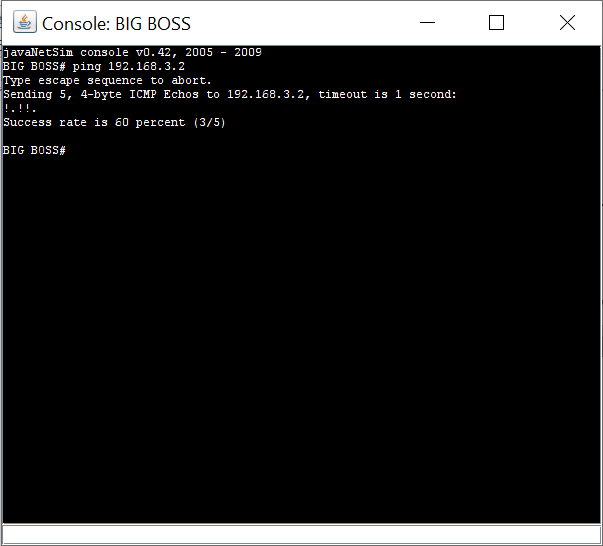 Console: BIG BOSS
javaNetSim console v0.42, 2005 - 2009
BIG BOSS# ping 192.168.3.2
Type escape sequence to abort.
Sending 5, 4-byte ICMP Echos to 192.168.3.2, timeout is 1 second:
!.!!.
Success rate is 60 percent (3/5)
BIG BOSS#